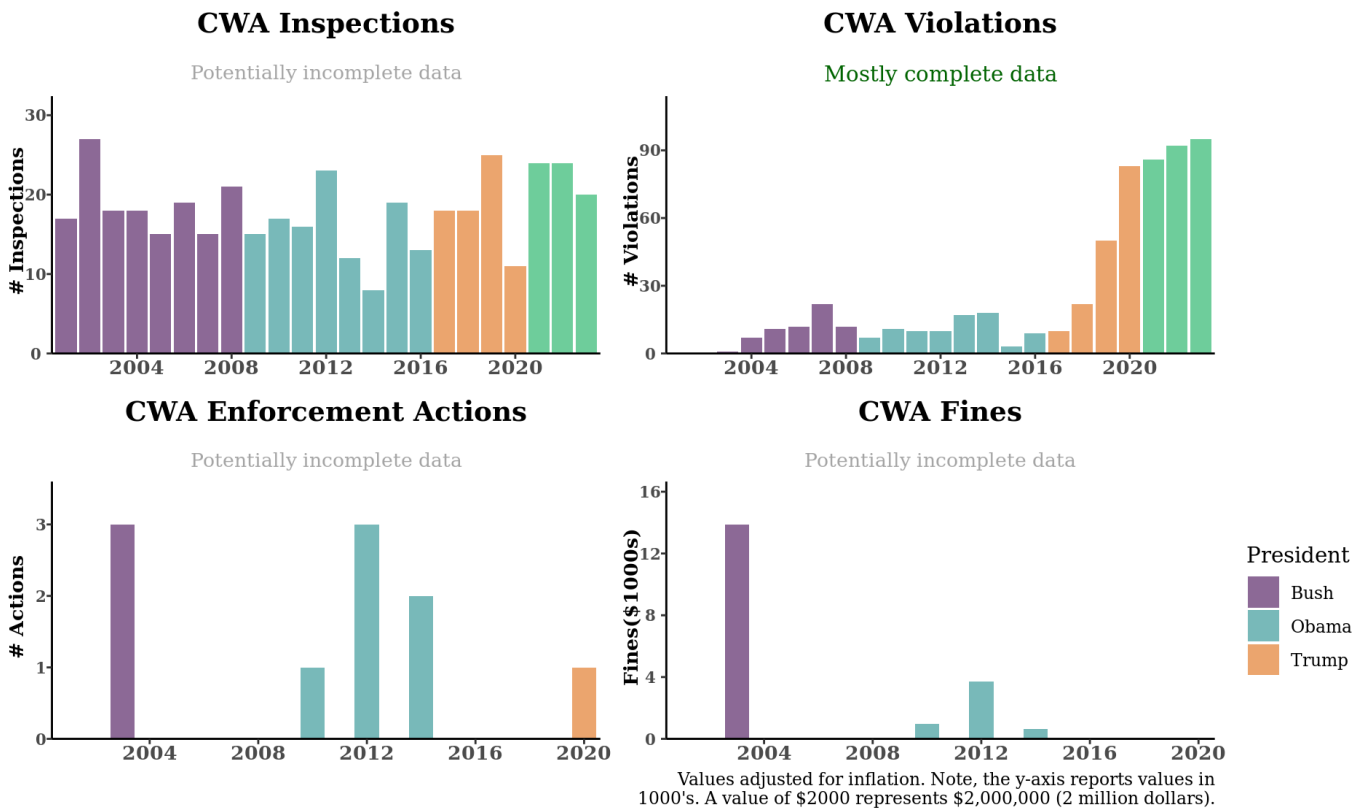 CWA Inspections
Potentially incomplete data
# Inspections
30
20
10
0
2004 2008 2012 2016 2020
CWA Violations
Mostly complete data
# Violations
90
60
30
0
2004 2008 2012 2016 2020
CWA Enforcement Actions
Potentially incomplete data
# Actions
3
2
1
0
2004 2008 2012 2016 2020
CWA Fines
Potentially incomplete data
Fines($1000s)
16
12
8
4
0
2004 2008 2012 2016 2020
President
Bush
Obama
Trump
Values adjusted for inflation. Note, the y-axis reports values in
1000's. A value of $2000 represents $2,000,000 (2 million dollars).